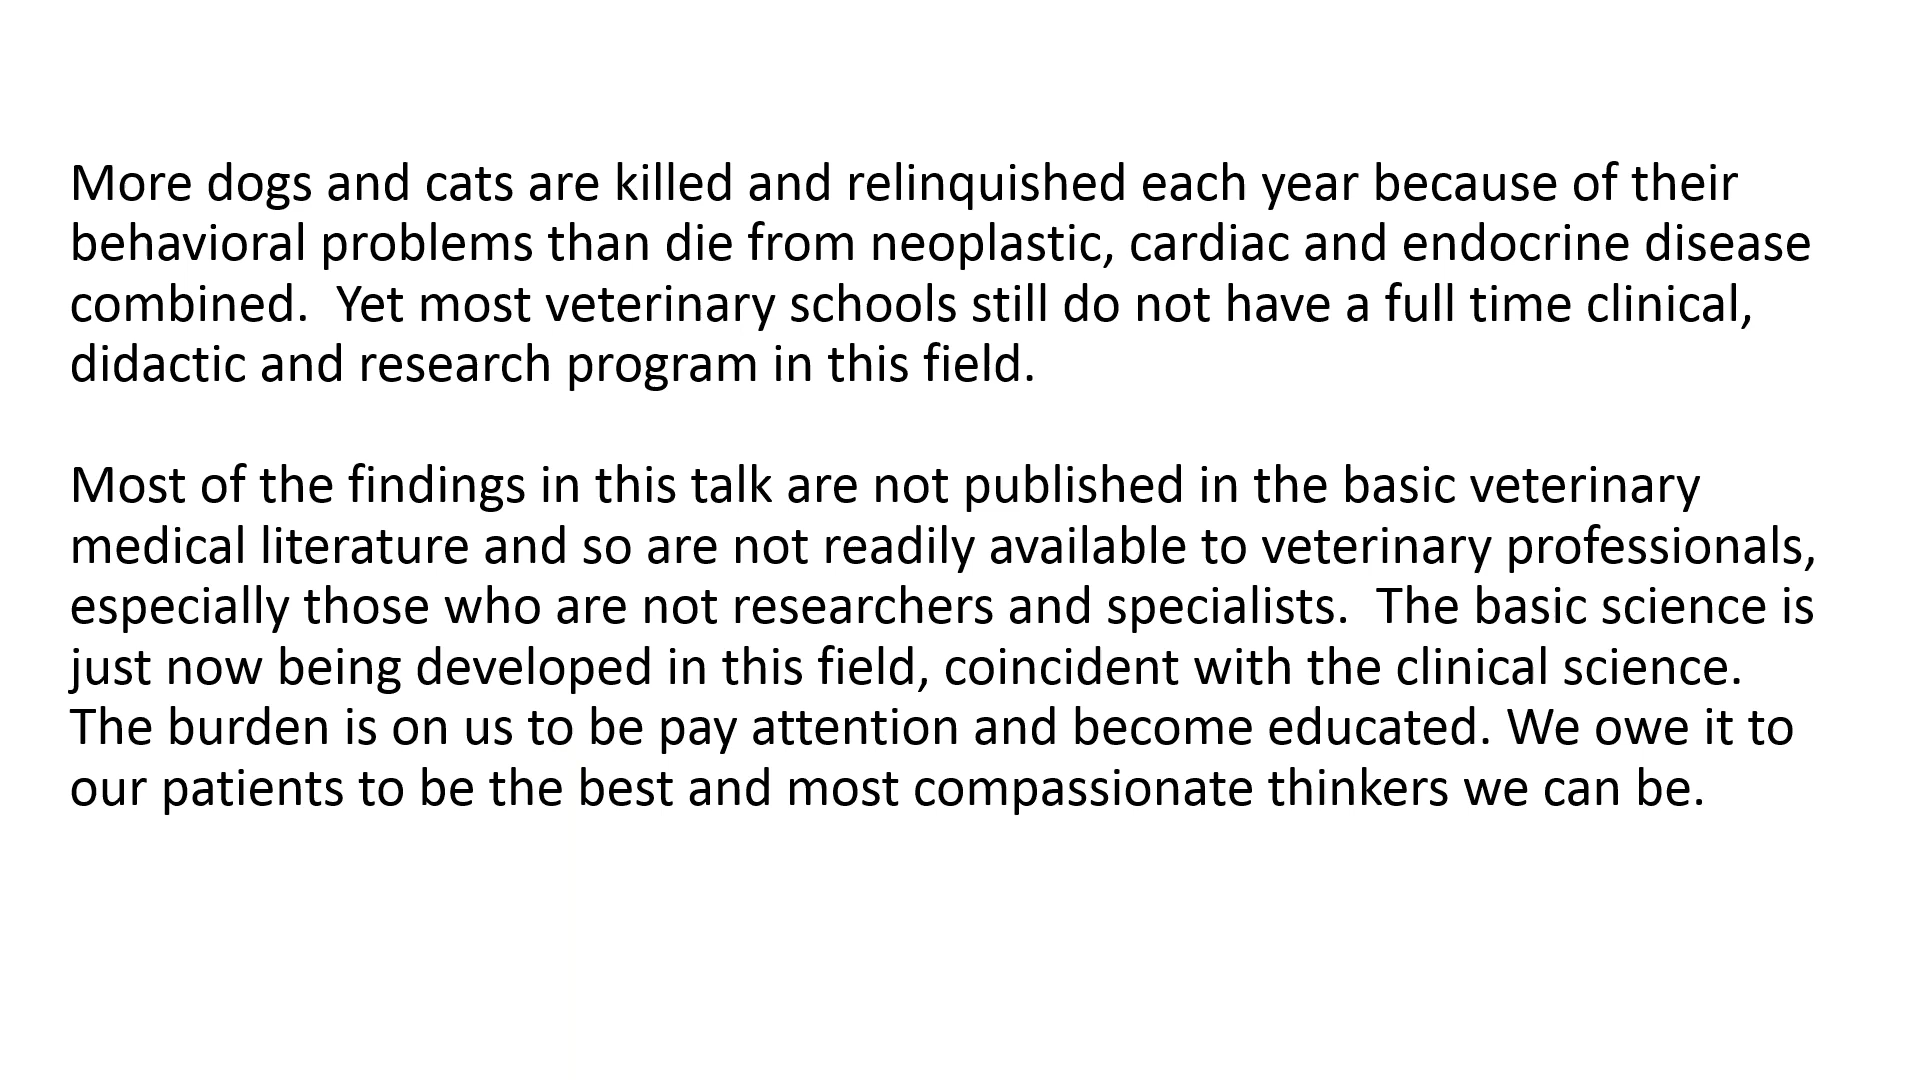 More dogs and cats are killed and relinquished each year because of their
behavioral problems than die from neoplastic, cardiac and endocrine disease
combined.  Yet most veterinary schools still do not have a full time clinical,
didactic and research program in this field.
Most of the findings in this talk are not published in the basic veterinary
medical literature and so are not readily available to veterinary professionals,
especially those who are not researchers and specialists.  The basic science is
just now being developed in this field, coincident with the clinical science.
The burden is on us to be pay attention and become educated. We owe it to
our patients to be the best and most compassionate thinkers we can be.